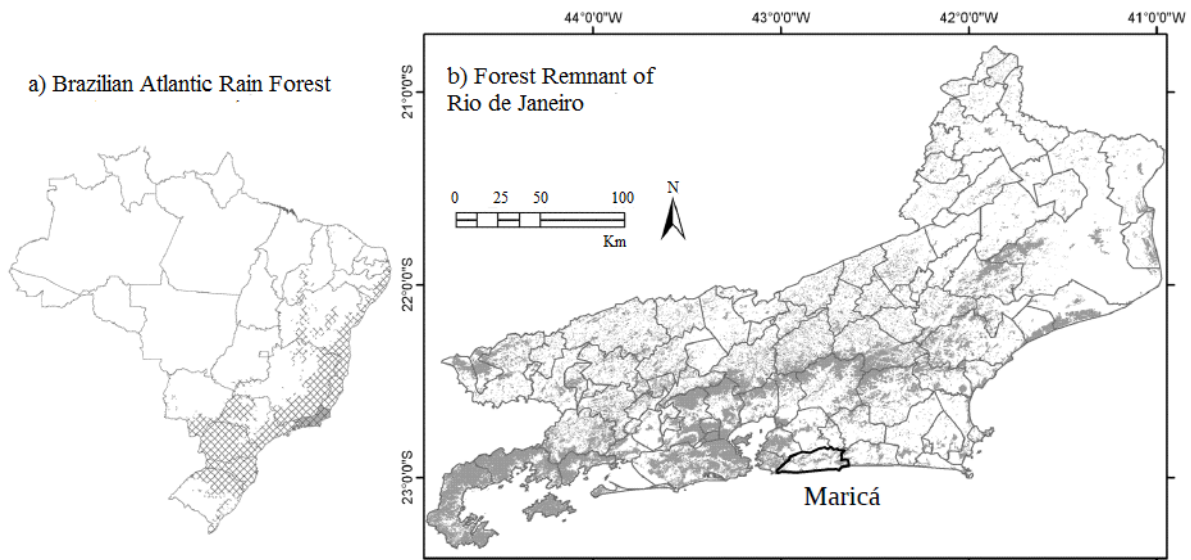 a) Brazilian Atlantic Rain Forest
44°0'0"W 43°0'0"W 42°0'0"W 41°0'0"W
b) Forest Remnant of
Rio de Janeiro
21°0'0"S
22°0'0"S
23°0'0"S
0 25 50 100
Km
N
Maricá